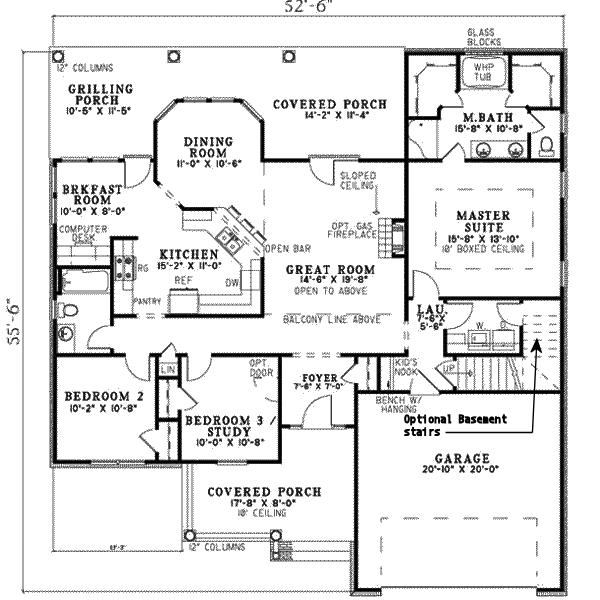 52'-6"
GLASS
BLOCKS
12" COLUMNS
WHP
TUB
GRILLING
PORCH
10'-5" X 11'-5"
COVERED PORCH
14'-2" X 11'-4"
M.BATH
15'-8" X 10'-8"
DINING
ROOM
11'-0" X 10'-6"
SLOPED
CEILING
BRKFAST
ROOM
10'-0" X 8'-0"
MASTER
SUITE
15'-8" X 13'-10"
10' BOXED CEILING
OPT. GAS
FIREPLACE
COMPUTER
DESK
OPEN BAR
KITCHEN
15'-2" X 11'-0"
RG
REF
DW
GREAT ROOM
14'-6" X 19'-8"
OPEN TO ABOVE
PANTRY
BALCONY LINE ABOVE
LAU.
7'-6" X
5'-6"
W.
D.
55'-6"
LIN
OPT
DOOR
FOYER
7'-6" X 7'-0"
KID'S
NOOK
UP
BEDROOM 2
10'-2" X 10'-8"
BENCH W/
HANGING
BEDROOM 3 /
STUDY
10'-0" X 10'-8"
Optional Basement
stairs
GARAGE
20'-10" X 20'-0"
COVERED PORCH
17'-8" X 8'-0"
10' CEILING
12" COLUMNS